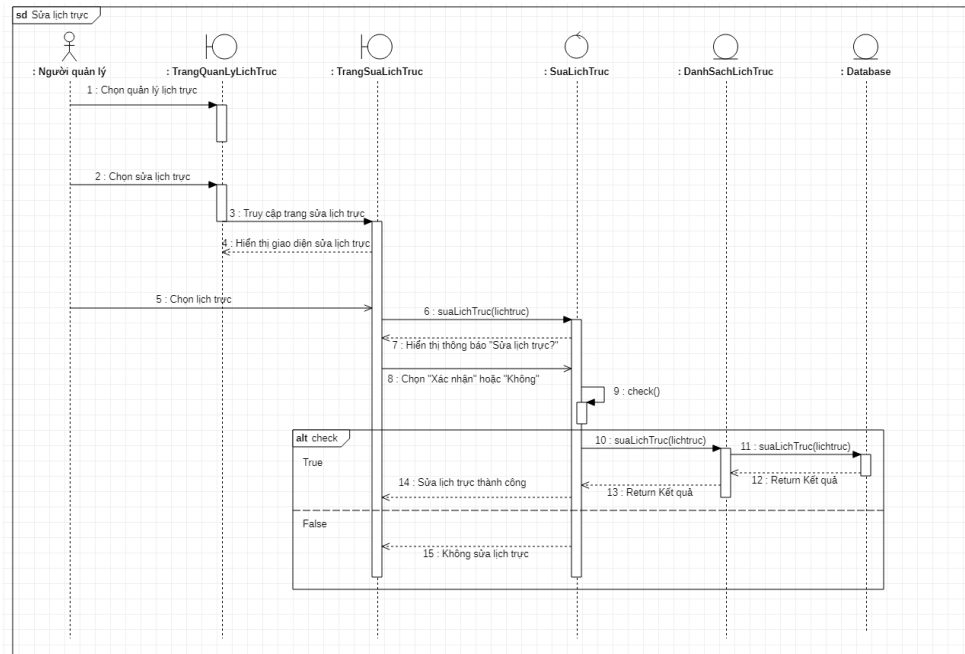 sd Sửa lịch trực
: Người quản lý
: TrangQuanLyLichTruc
: TrangSuaLichTruc
: SuaLichTruc
: DanhSachLichTruc
: Database
1 : Chọn quản lý lịch trực
2 : Chọn sửa lịch trực
3 : Truy cập trang sửa lịch trực
4 : Hiển thị giao diện sửa lịch trực
5 : Chọn lịch trực
6 : suaLichTruc(lichtruc)
7 : Hiển thị thông báo "Sửa lịch trực?"
8 : Chọn "Xác nhận" hoặc "Không"
9 : check()
alt check
10 : suaLichTruc(lichtruc)
11 : suaLichTruc(lichtruc)
True
12 : Return Kết quả
14 : Sửa lịch trực thành công
13 : Return Kết quả
False
15 : Không sửa lịch trực